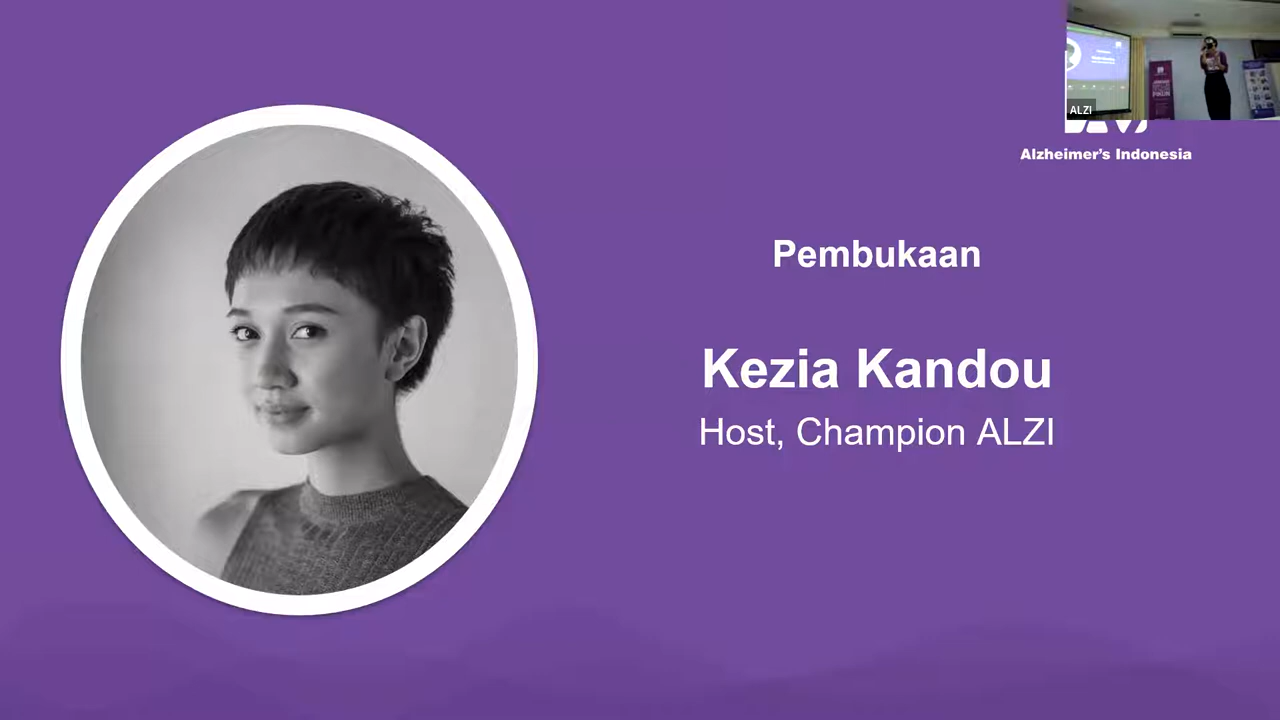 ALZI
Alzheimer's Indonesia
Pembukaan
Kezia Kandou
Host, Champion ALZI